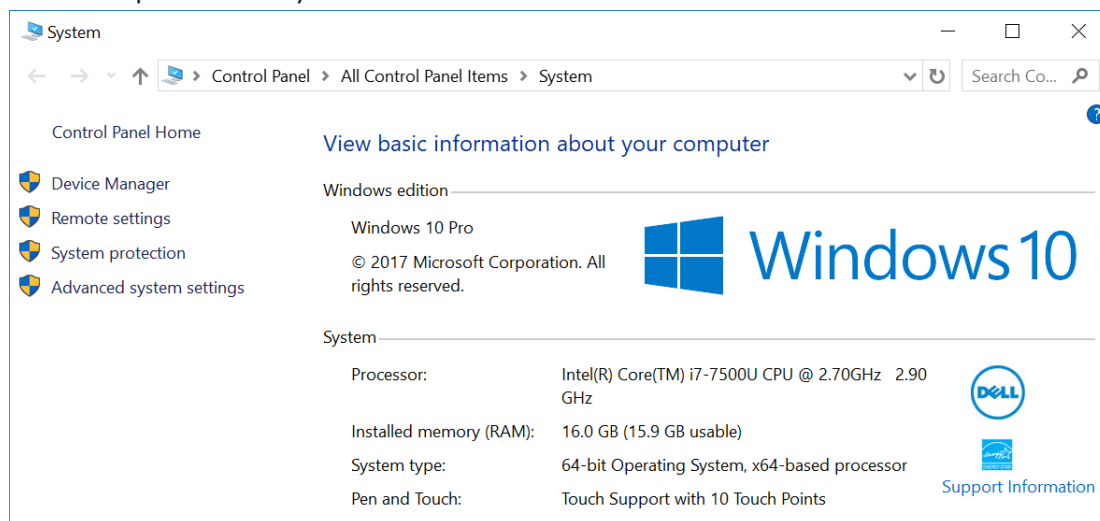 System
Control Panel > All Control Panel Items > System
Search Co...
?
Control Panel Home
Device Manager
Remote settings
System protection
Advanced system settings
View basic information about your computer
Windows edition
Windows 10 Pro
© 2017 Microsoft Corporation. All
rights reserved.
Windows 10
System
Processor:
Intel(R) Core(TM) i7-7500U CPU @ 2.70GHz 2.90
GHz
Installed memory (RAM):
16.0 GB (15.9 GB usable)
System type:
64-bit Operating System, x64-based processor
Pen and Touch:
Touch Support with 10 Touch Points
DELL
ENERGY STAR
Support Information